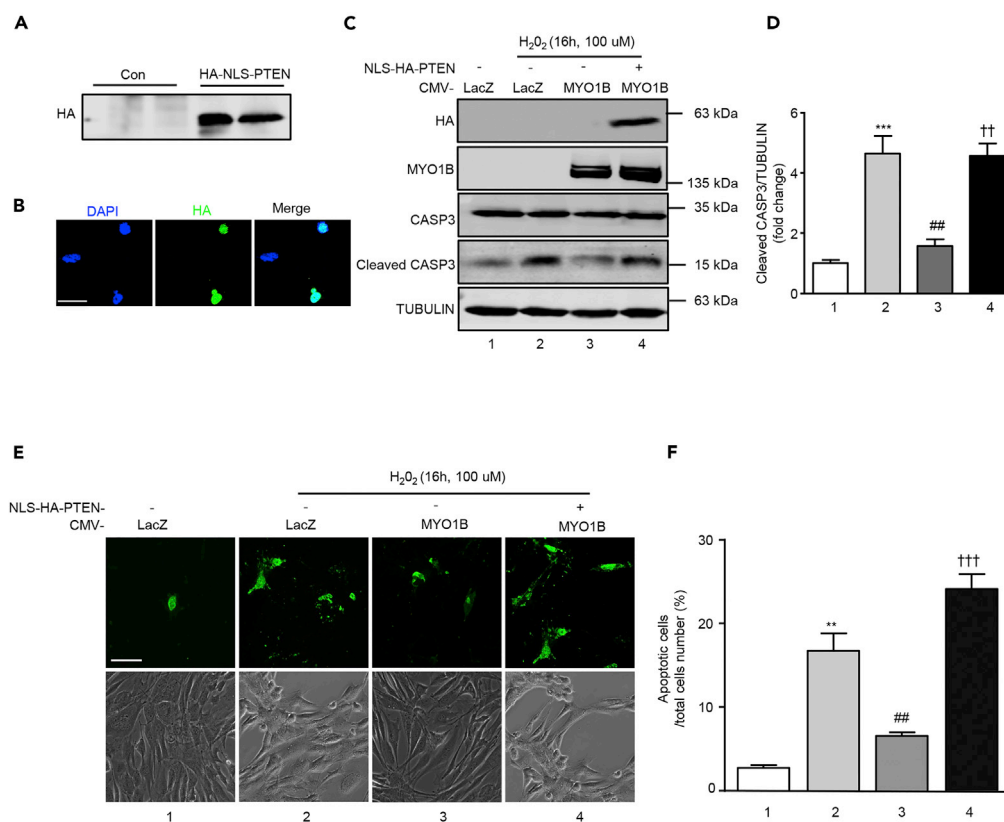 A
Con HA-NLS-PTEN
HA
B
DAPI HA Merge
C
H₂0₂ (16h, 100 uM)
NLS-HA-PTEN - - - +
CMV- LacZ LacZ MYO1B MYO1B
HA 63 kDa
MYO1B 135 kDa
CASP3 35 kDa
Cleaved CASP3 15 kDa
TUBULIN 63 kDa
1 2 3 4
D
Cleaved CASP3/TUBULIN
(fold change)
6
4
2
0
*** ## ††
1 2 3 4
E
H₂0₂ (16h, 100 uM)
NLS-HA-PTEN- - - - +
CMV- LacZ LacZ MYO1B MYO1B
1 2 3 4
F
Apoptotic cells
/total cells number (%)
30
20
10
0
** ## †††
1 2 3 4